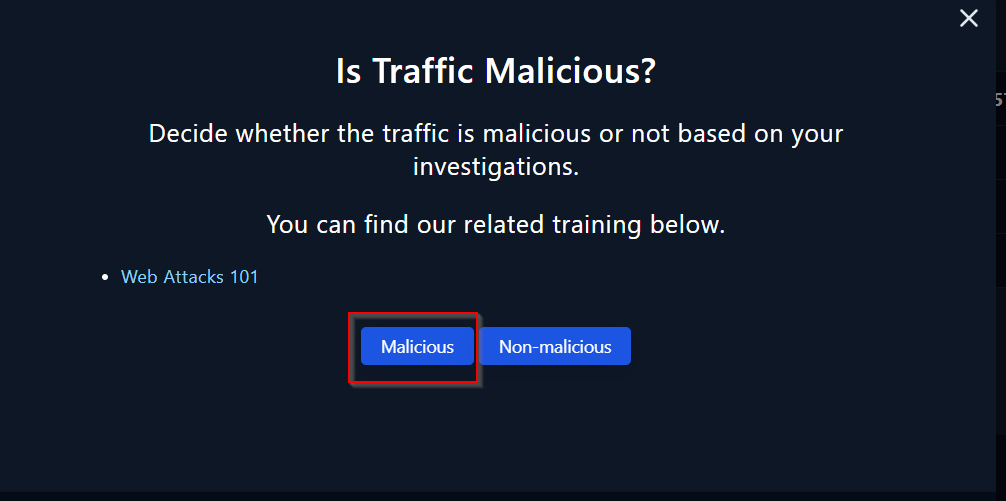 Is Traffic Malicious?
Decide whether the traffic is malicious or not based on your
investigations.
You can find our related training below.
Web Attacks 101
Malicious
Non-malicious